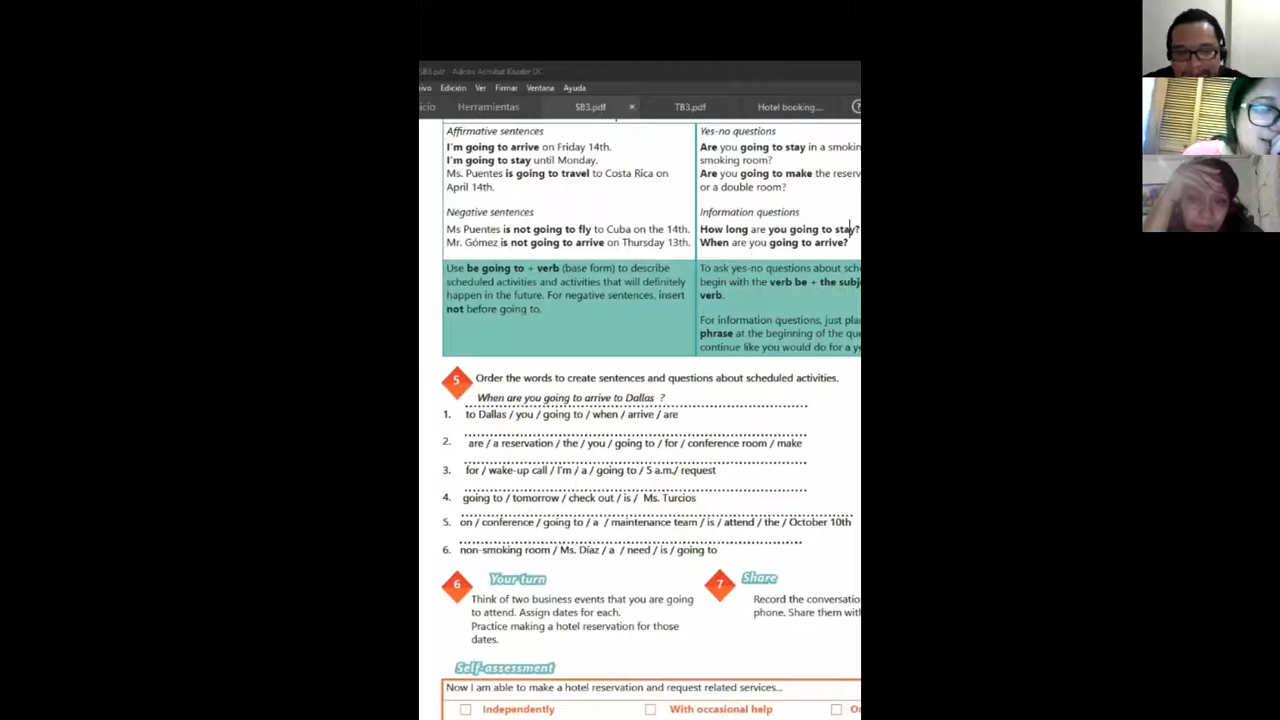 SB3.pdf - Adobe Acrobat Reader DC
ivo Edición Ver Firmar Ventana Ayuda
icio Herramientas SB3.pdf × TB3.pdf Hotel booking... ?
Affirmative sentences
I'm going to arrive on Friday 14th.
I'm going to stay until Monday.
Ms. Puentes is going to travel to Costa Rica on
April 14th.
Negative sentences
Ms Puentes is not going to fly to Cuba on the 14th.
Mr. Gómez is not going to arrive on Thursday 13th.
Use be going to + verb (base form) to describe
scheduled activities and activities that will definitely
happen in the future. For negative sentences, insert
not before going to.
Yes-no questions
Are you going to stay in a smokin
smoking room?
Are you going to make the reserv
or a double room?
Information questions
How long are you going to stay?
When are you going to arrive?
To ask yes-no questions about sch
begin with the verb be + the subj
verb.
For information questions, just pla
phrase at the beginning of the que
continue like you would do for a ye
5 Order the words to create sentences and questions about scheduled activities.
When are you going to arrive to Dallas ?
1. to Dallas / you / going to / when / arrive / are
2. are / a reservation / the / you / going to / for / conference room / make
3. for / wake-up call / I'm / a / going to / 5 a.m./ request
4. going to / tomorrow / check out / is / Ms. Turcios
5. on / conference / going to / a / maintenance team / is / attend / the / October 10th
6. non-smoking room / Ms. Díaz / a / need / is / going to
6 Your turn
Think of two business events that you are going
to attend. Assign dates for each.
Practice making a hotel reservation for those
dates.
7 Share
Record the conversatio
phone. Share them with
Self-assessment
Now I am able to make a hotel reservation and request related services...
Independently With occasional help On